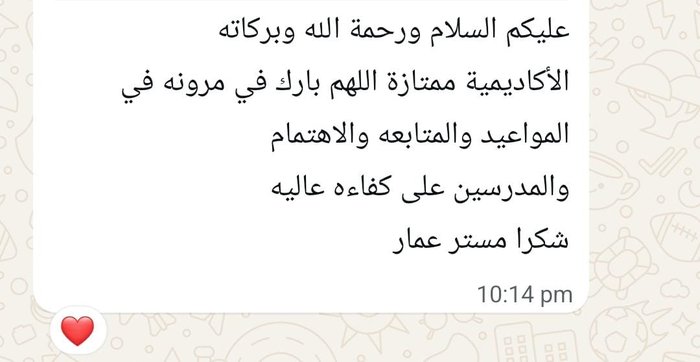 عليكم السلام ورحمة الله وبركاته
الأكاديمية ممتازة اللهم بارك في مرونه في
المواعيد والمتابعه والاهتمام
والمدرسين على كفاءه عاليه
شكرا مستر عمار
10:14 pm